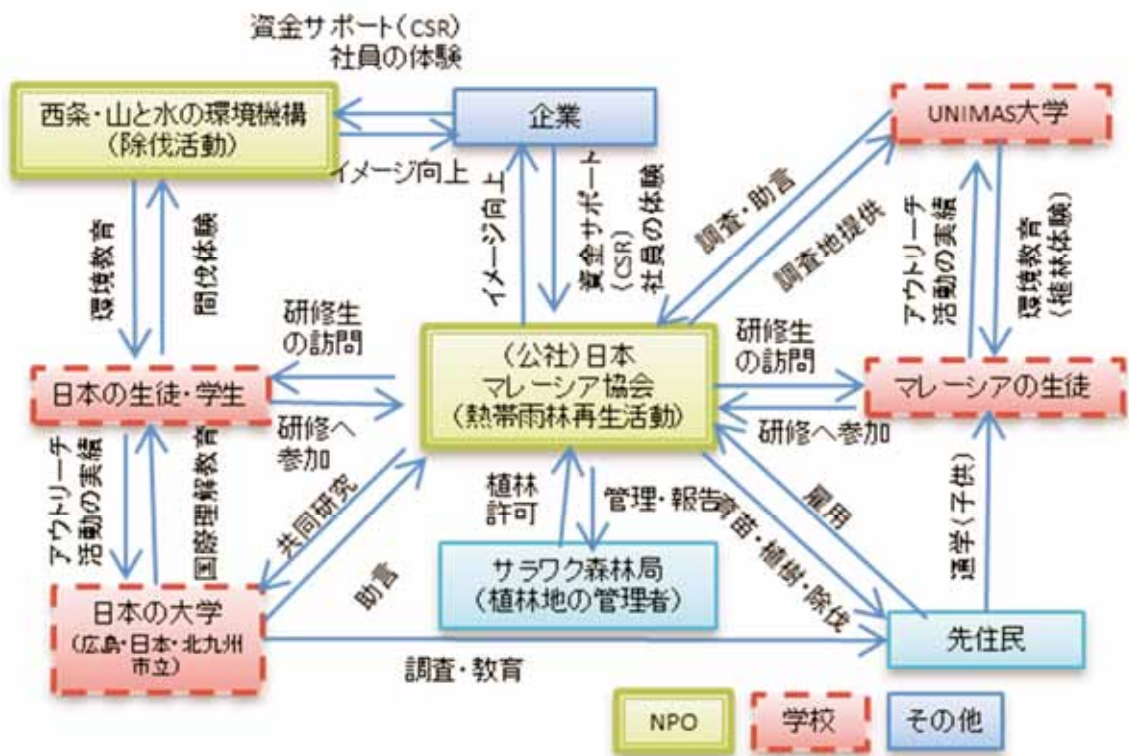 資金サポート(CSR)
社員の体験
西条・山と水の環境機構
(除伐活動)
企業
UNIMAS大学
イメージ向上
環境教育
間伐体験
イメージ向上
資金サポート
(CSR)
社員の体験
調査・助言
調査地提供
アウトリーチ
活動の実績
環境教育
(植林体験)
研修生
の訪問
(公社)日本
マレーシア協会
(熱帯雨林再生活動)
研修生
の訪問
日本の生徒・学生
マレーシアの生徒
研修へ
参加
研修へ
参加
アウトリーチ
活動の実績
国際理解教育
共同研究
助言
植林
許可
管理・報告
育苗・植樹・除伐
雇用
通学(子供)
サラワク森林局
(植林地の管理者)
日本の大学
(広島・日本・北九州
市立)
先住民
調査・教育
NPO
学校
その他